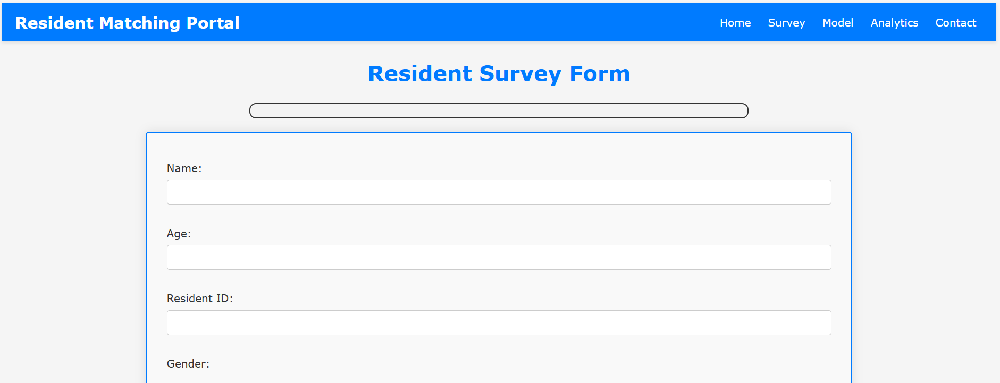 Resident Matching Portal Home Survey Model Analytics Contact
Resident Survey Form
Name:
Age:
Resident ID:
Gender: